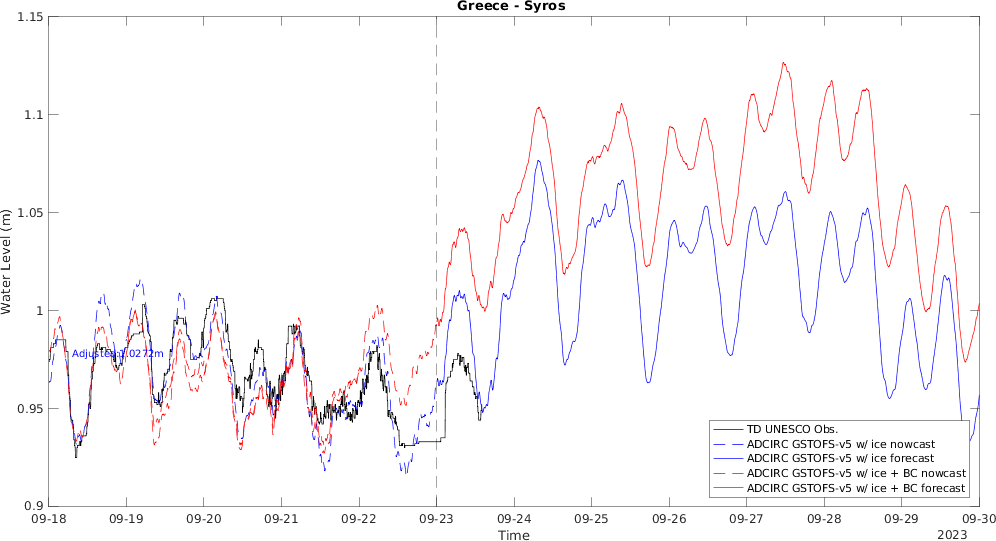 Greece - Syros
1.15
1.1
1.05
1
0.95
0.9
Water Level (m)
Adjusted 1.0272m
TD UNESCO Obs.
ADCIRC GSTOFS-v5 w/ ice nowcast
ADCIRC GSTOFS-v5 w/ ice forecast
ADCIRC GSTOFS-v5 w/ ice + BC nowcast
ADCIRC GSTOFS-v5 w/ ice + BC forecast
09-18 09-19 09-20 09-21 09-22 09-23 09-24 09-25 09-26 09-27 09-28 09-29 09-30
Time
2023